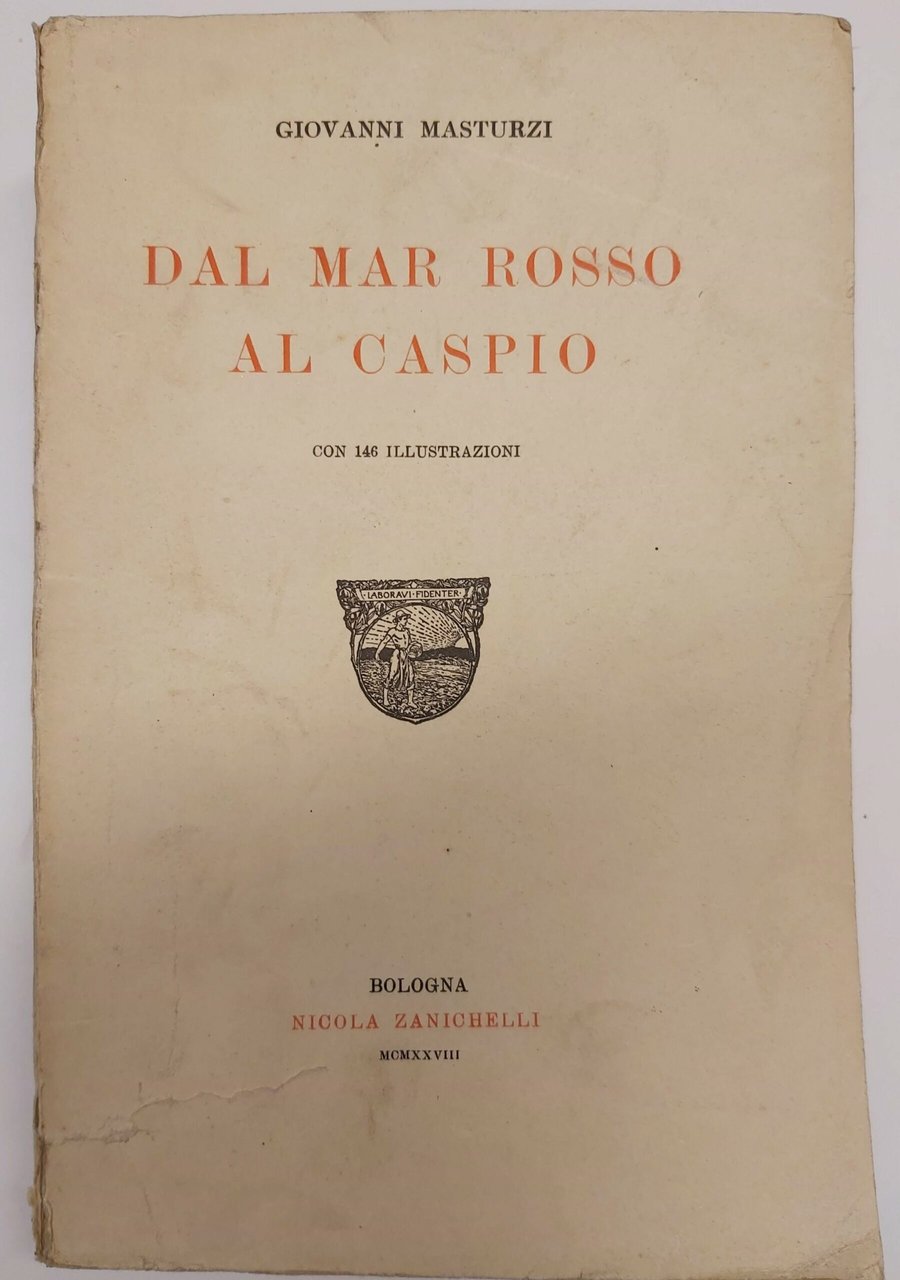 GIOVANNI MASTURZI
DAL MAR ROSSO
AL CASPIO
CON 146 ILLUSTRAZIONI
·LABORAVI·FIDENTER·
BOLOGNA
NICOLA ZANICHELLI
MCMXXVIII